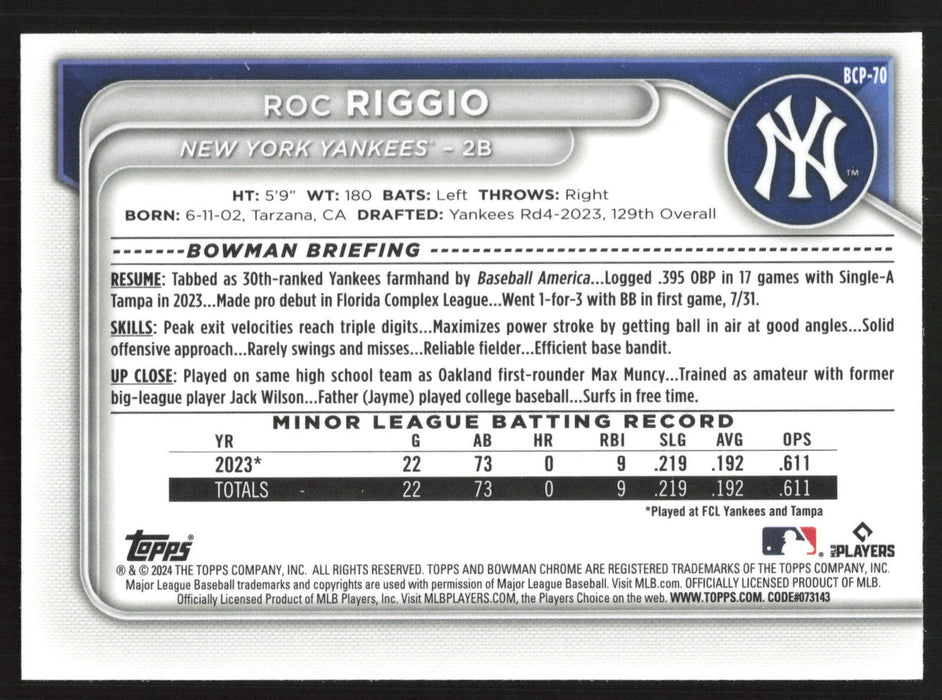 BCP-70
ROC RIGGIO
NEW YORK YANKEES® – 2B
NY
TM
HT: 5'9" WT: 180 BATS: Left THROWS: Right
BORN: 6-11-02, Tarzana, CA DRAFTED: Yankees Rd4-2023, 129th Overall
BOWMAN BRIEFING
RESUME: Tabbed as 30th-ranked Yankees farmhand by Baseball America...Logged .395 OBP in 17 games with Single-A
Tampa in 2023...Made pro debut in Florida Complex League...Went 1-for-3 with BB in first game, 7/31.
SKILLS: Peak exit velocities reach triple digits...Maximizes power stroke by getting ball in air at good angles...Solid
offensive approach...Rarely swings and misses...Reliable fielder...Efficient base bandit.
UP CLOSE: Played on same high school team as Oakland first-rounder Max Muncy...Trained as amateur with former
big-league player Jack Wilson...Father (Jayme) played college baseball...Surfs in free time.
MINOR LEAGUE BATTING RECORD
YR G AB HR RBI SLG AVG OPS
2023* 22 73 0 9 .219 .192 .611
TOTALS - 22 73 0 9 .219 .192 .611
*Played at FCL Yankees and Tampa
Topps®
MLB PLAYERS
® & © 2024 THE TOPPS COMPANY, INC. ALL RIGHTS RESERVED. TOPPS AND BOWMAN CHROME ARE REGISTERED TRADEMARKS OF THE TOPPS COMPANY, INC.
Major League Baseball trademarks and copyrights are used with permission of Major League Baseball. Visit MLB.com. OFFICIALLY LICENSED PRODUCT OF MLB.
Officially Licensed Product of MLB Players, Inc. Visit MLBPLAYERS.COM, the Players Choice on the web. WWW.TOPPS.COM. CODE#073143